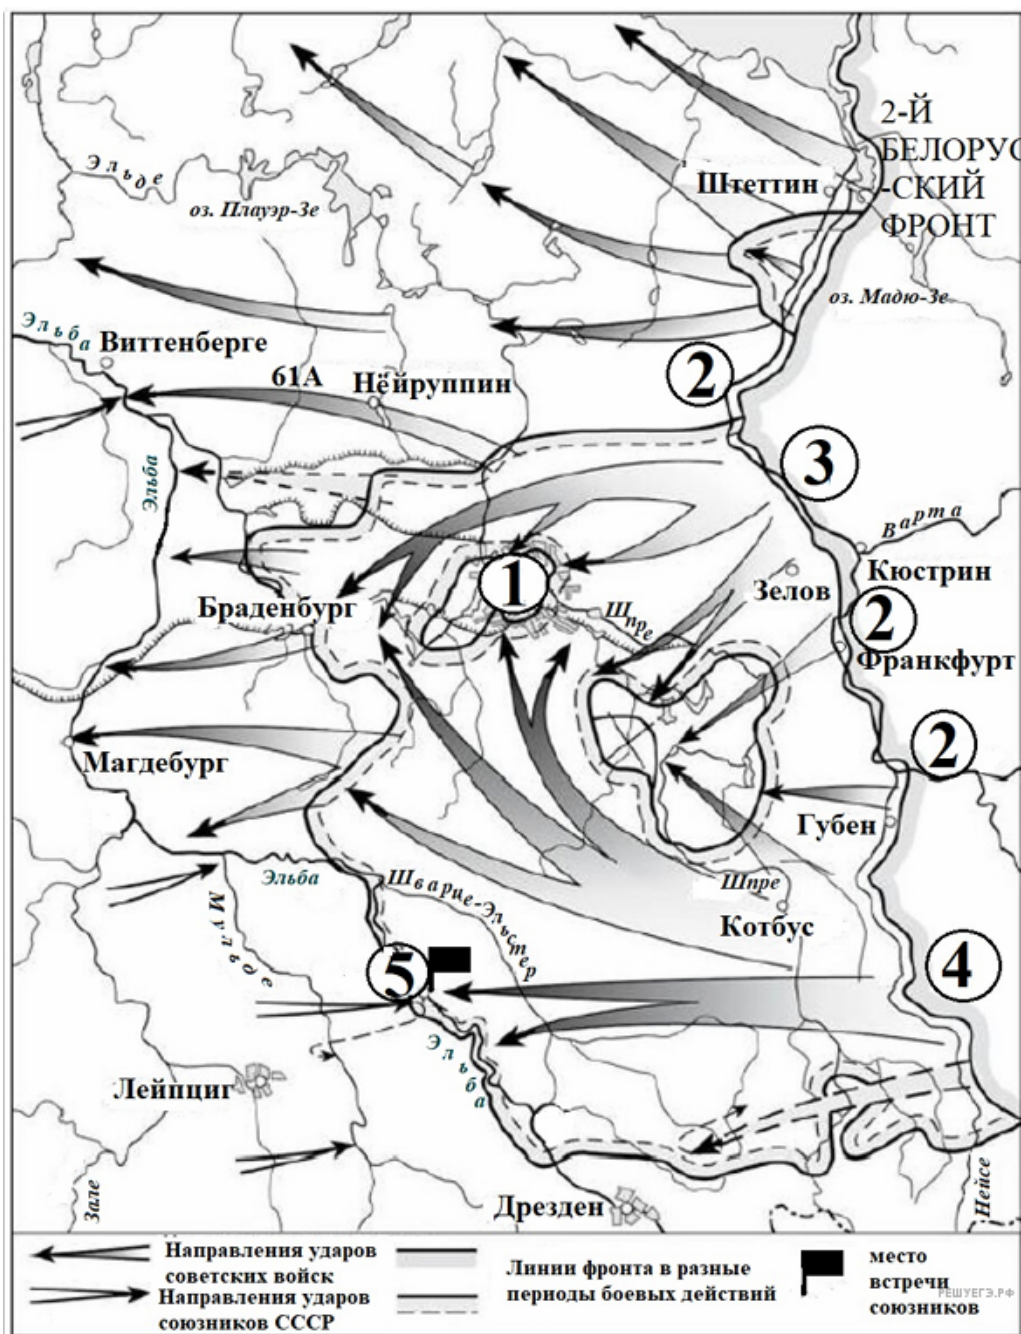 2-Й
БЕЛОРУС
-СКИЙ
ФРОНТ
Эльде
оз. Плауэр-Зе
Штеттин
оз. Мадю-Зе
Эльба
Виттенберге
61А
Нёйруппин
2
3
Эльба
Варта
1
Зелов
Кюстрин
Браденбург
Шпре
2
Франкфурт
2
Магдебург
Губен
Эльба
Шварце-Эльстер
Шпре
Мульде
Котбус
5
4
Эльба
Лейпциг
Дрезден
Зале
Нейсе
Направления ударов
советских войск
Направления ударов
союзников СССР
Линии фронта в разные
периоды боевых действий
место
встречи
союзников
РЕШУЕГЭ.РФ